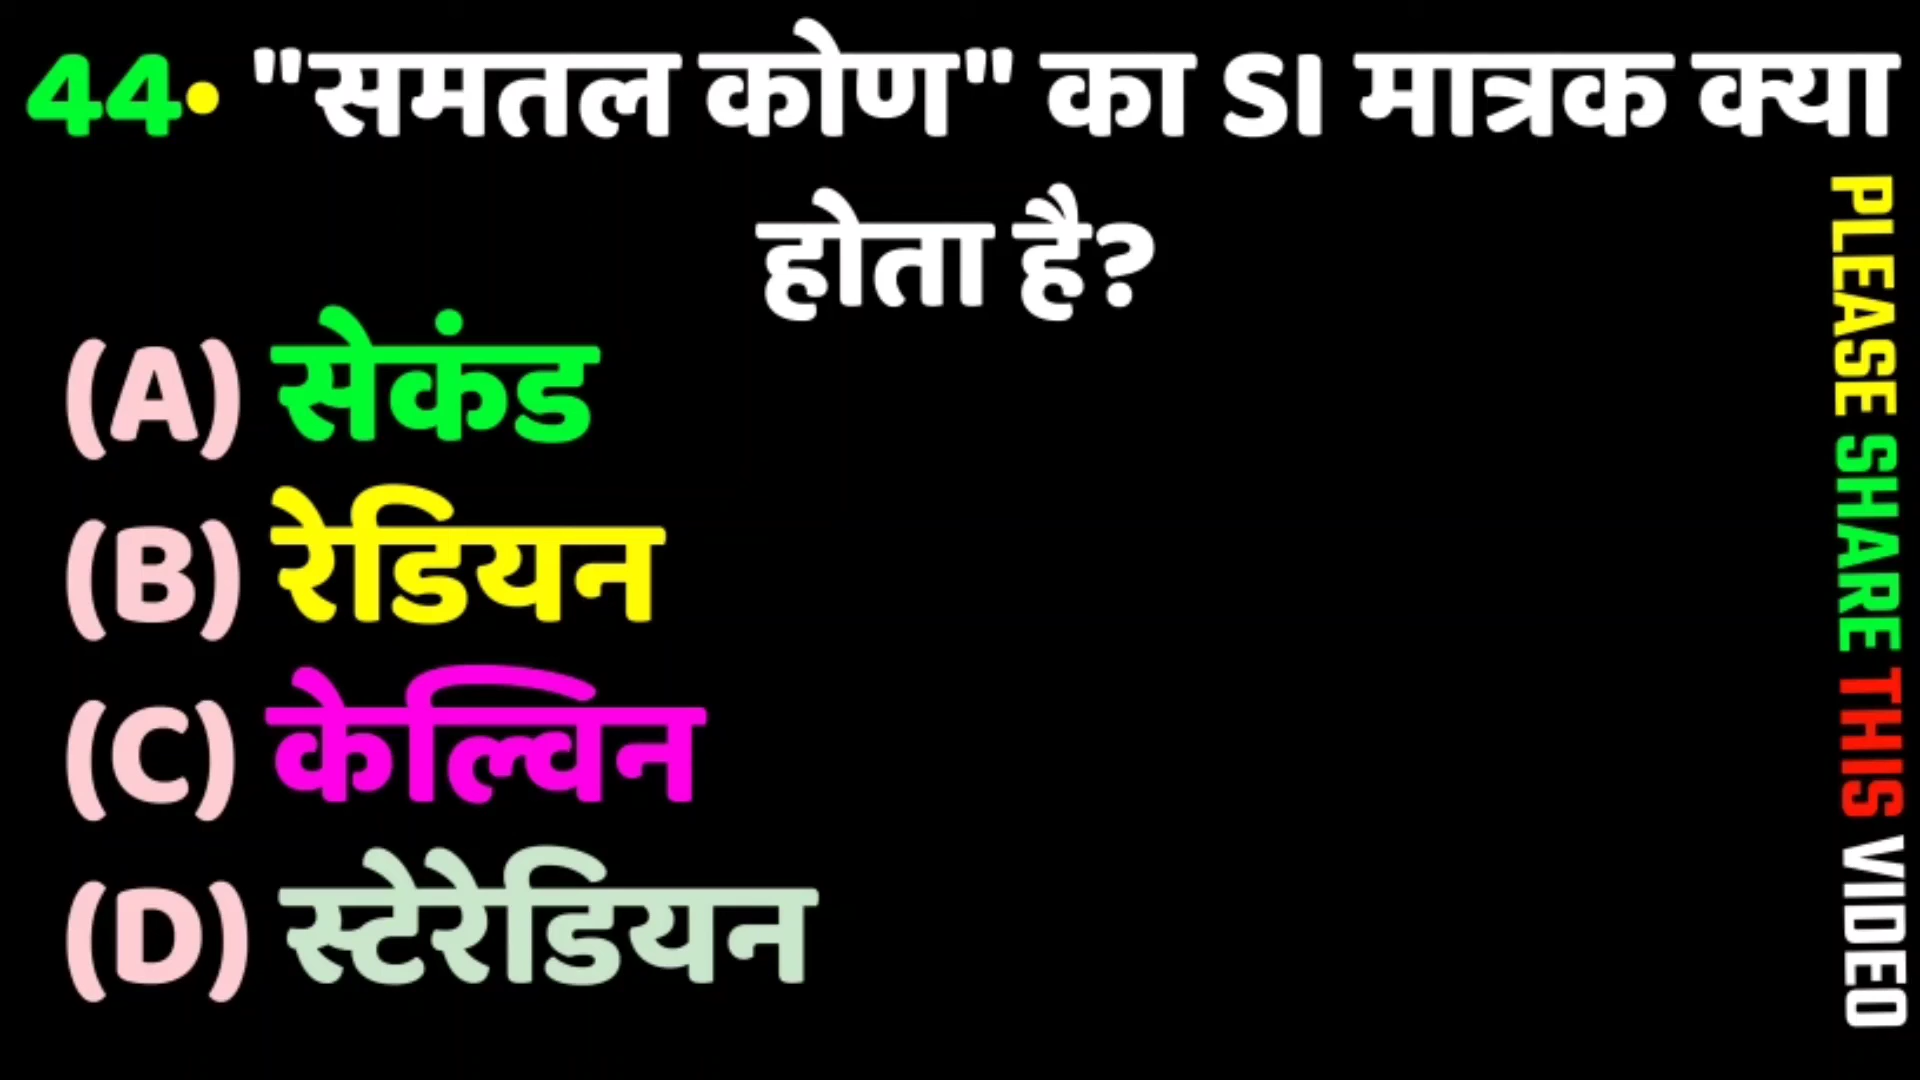 44• "समतल कोण" का SI मात्रक क्या
होता है?
(A) सेकंड
(B) रेडियन
(C) केल्विन
(D) स्टेरेडियन
PLEASE SHARE THIS VIDEO